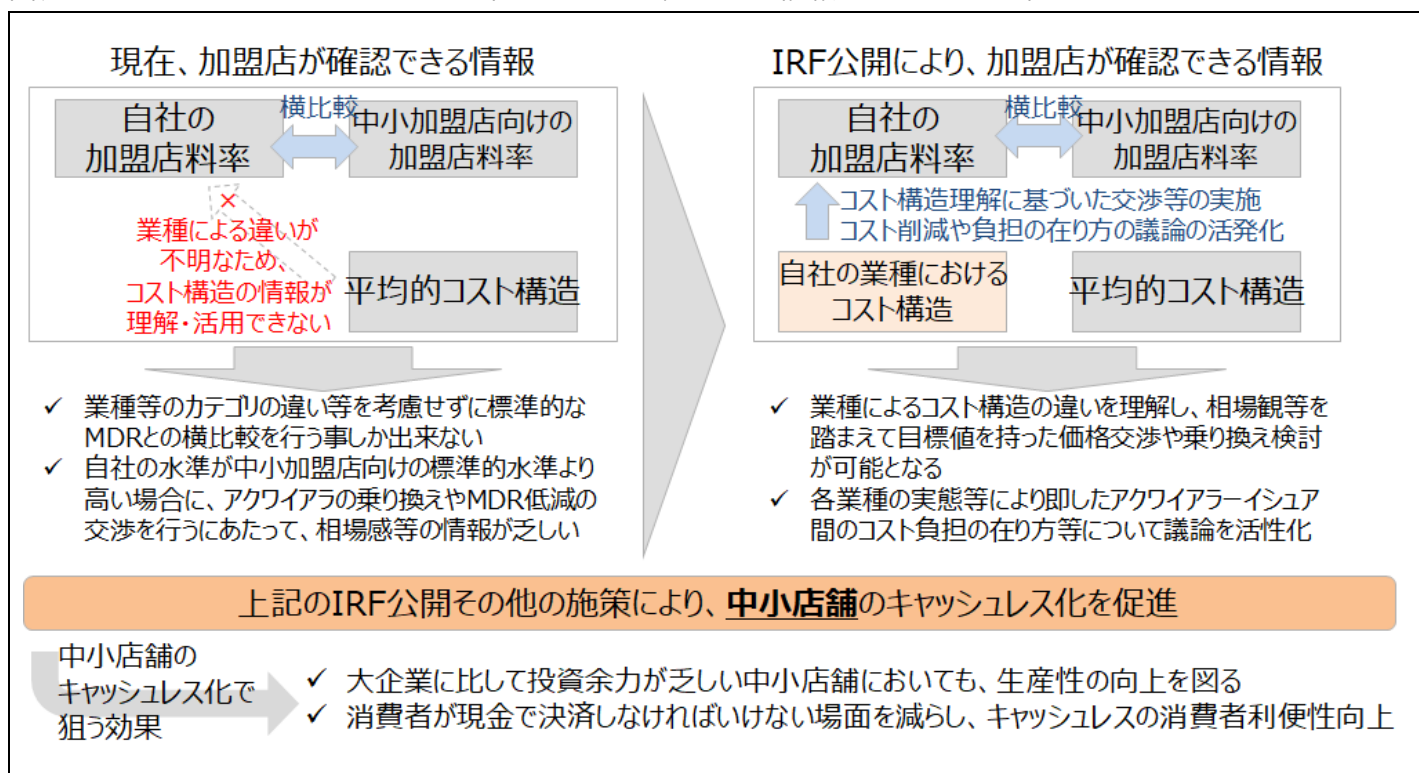 現在、加盟店が確認できる情報
自社の
加盟店料率
横比較
中小加盟店向けの
加盟店料率
×
業種による違いが
不明なため、
コスト構造の情報が
理解・活用できない
平均的コスト構造
✓ 業種等のカテゴリの違い等を考慮せずに標準的な
MDRとの横比較を行う事しか出来ない
✓ 自社の水準が中小加盟店向けの標準的水準より
高い場合に、アクワイアラの乗り換えやMDR低減の
交渉を行うにあたって、相場感等の情報が乏しい
IRF公開により、加盟店が確認できる情報
自社の
加盟店料率
横比較
中小加盟店向けの
加盟店料率
コスト構造理解に基づいた交渉等の実施
コスト削減や負担の在り方の議論の活発化
自社の業種における
コスト構造
平均的コスト構造
✓ 業種によるコスト構造の違いを理解し、相場観等を
踏まえて目標値を持った価格交渉や乗り換え検討
が可能となる
✓ 各業種の実態等により即したアクワイアラーイシュア
間のコスト負担の在り方等について議論を活性化
上記のIRF公開その他の施策により、中小店舗のキャッシュレス化を促進
中小店舗の
キャッシュレス化で
狙う効果
✓ 大企業に比して投資余力が乏しい中小店舗においても、生産性の向上を図る
✓ 消費者が現金で決済しなければいけない場面を減らし、キャッシュレスの消費者利便性向上